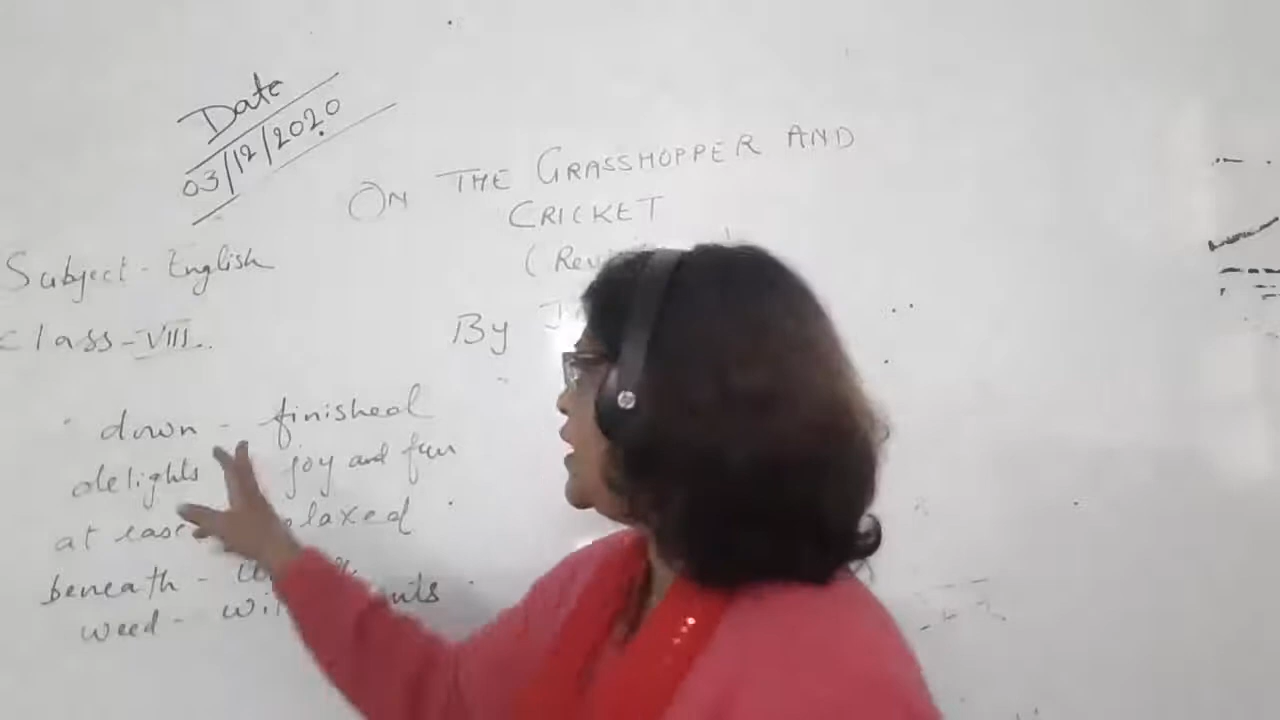 Date
03/12/2020
ON THE GRASSHOPPER AND
CRICKET
Subject - English
Class - VIII
By
down - finished
delights joy and fun
at ease
beneath -
weed -